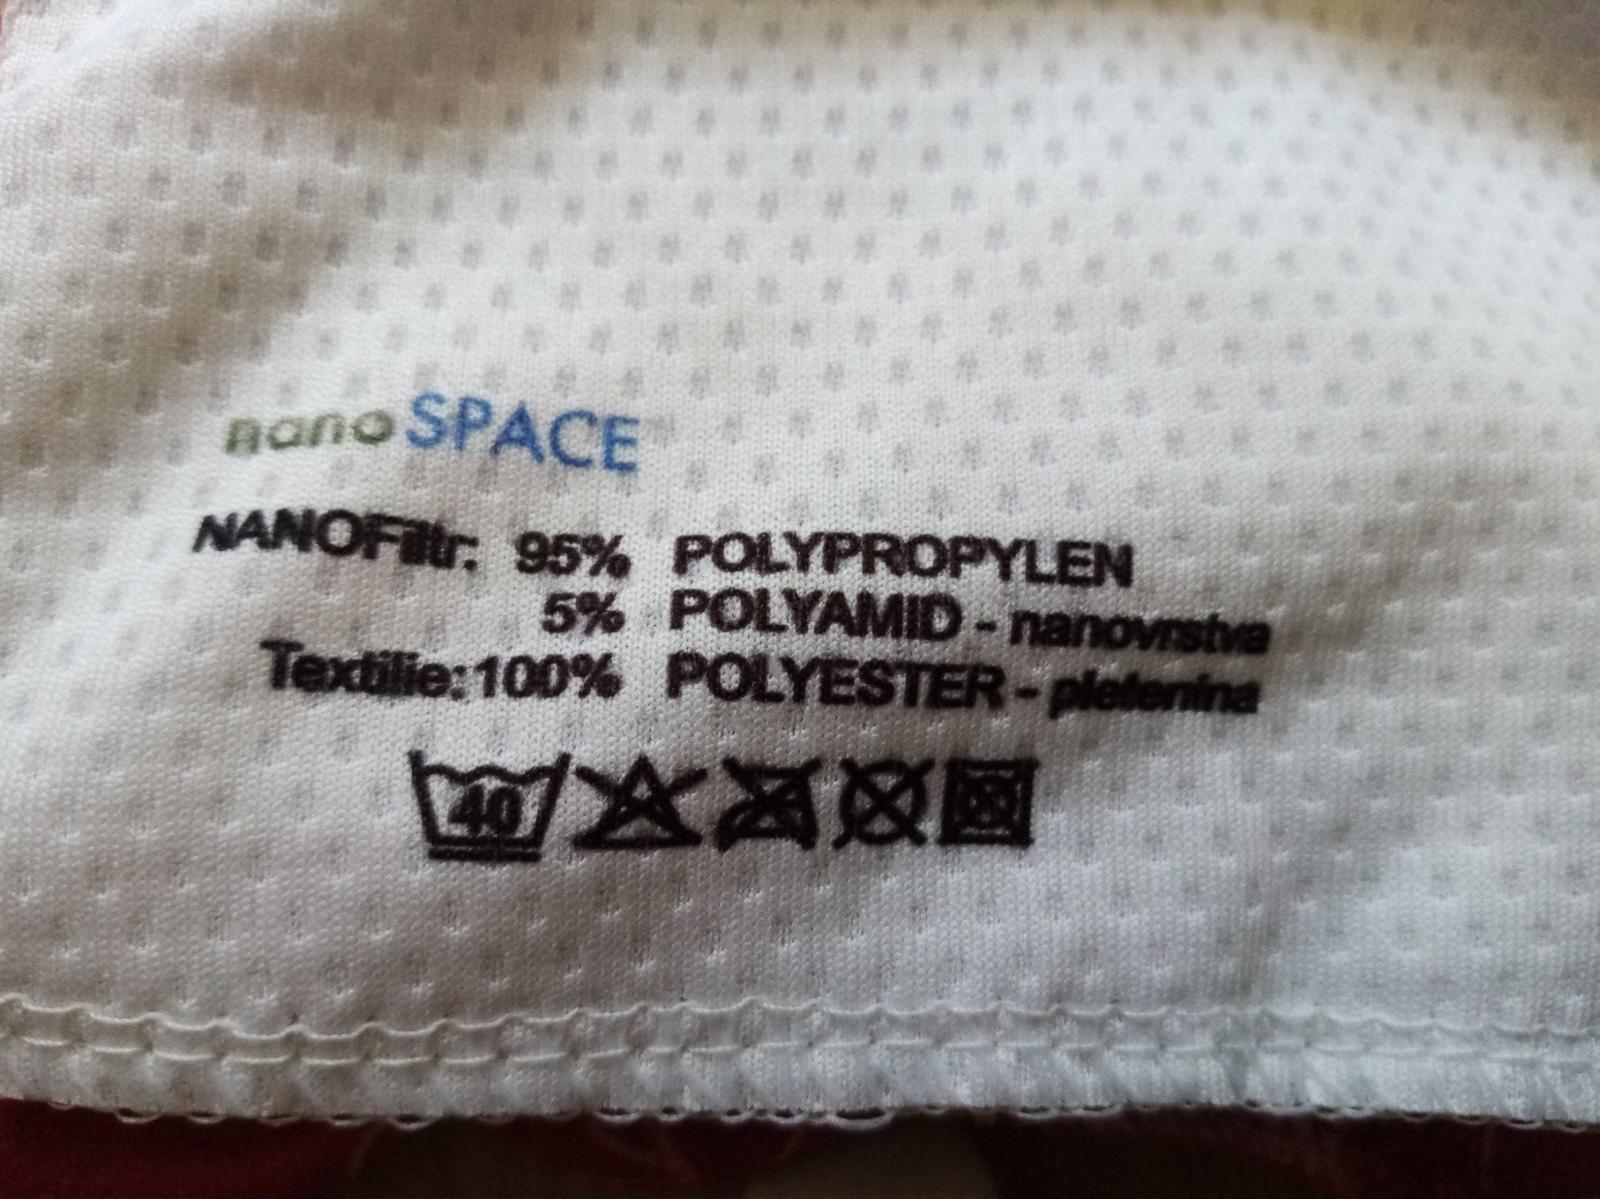 nanoSPACE
NANOFiltr: 95% POLYPROPYLEN
5% POLYAMID - nanovrstva
Textilie: 100% POLYESTER - pletenina
40